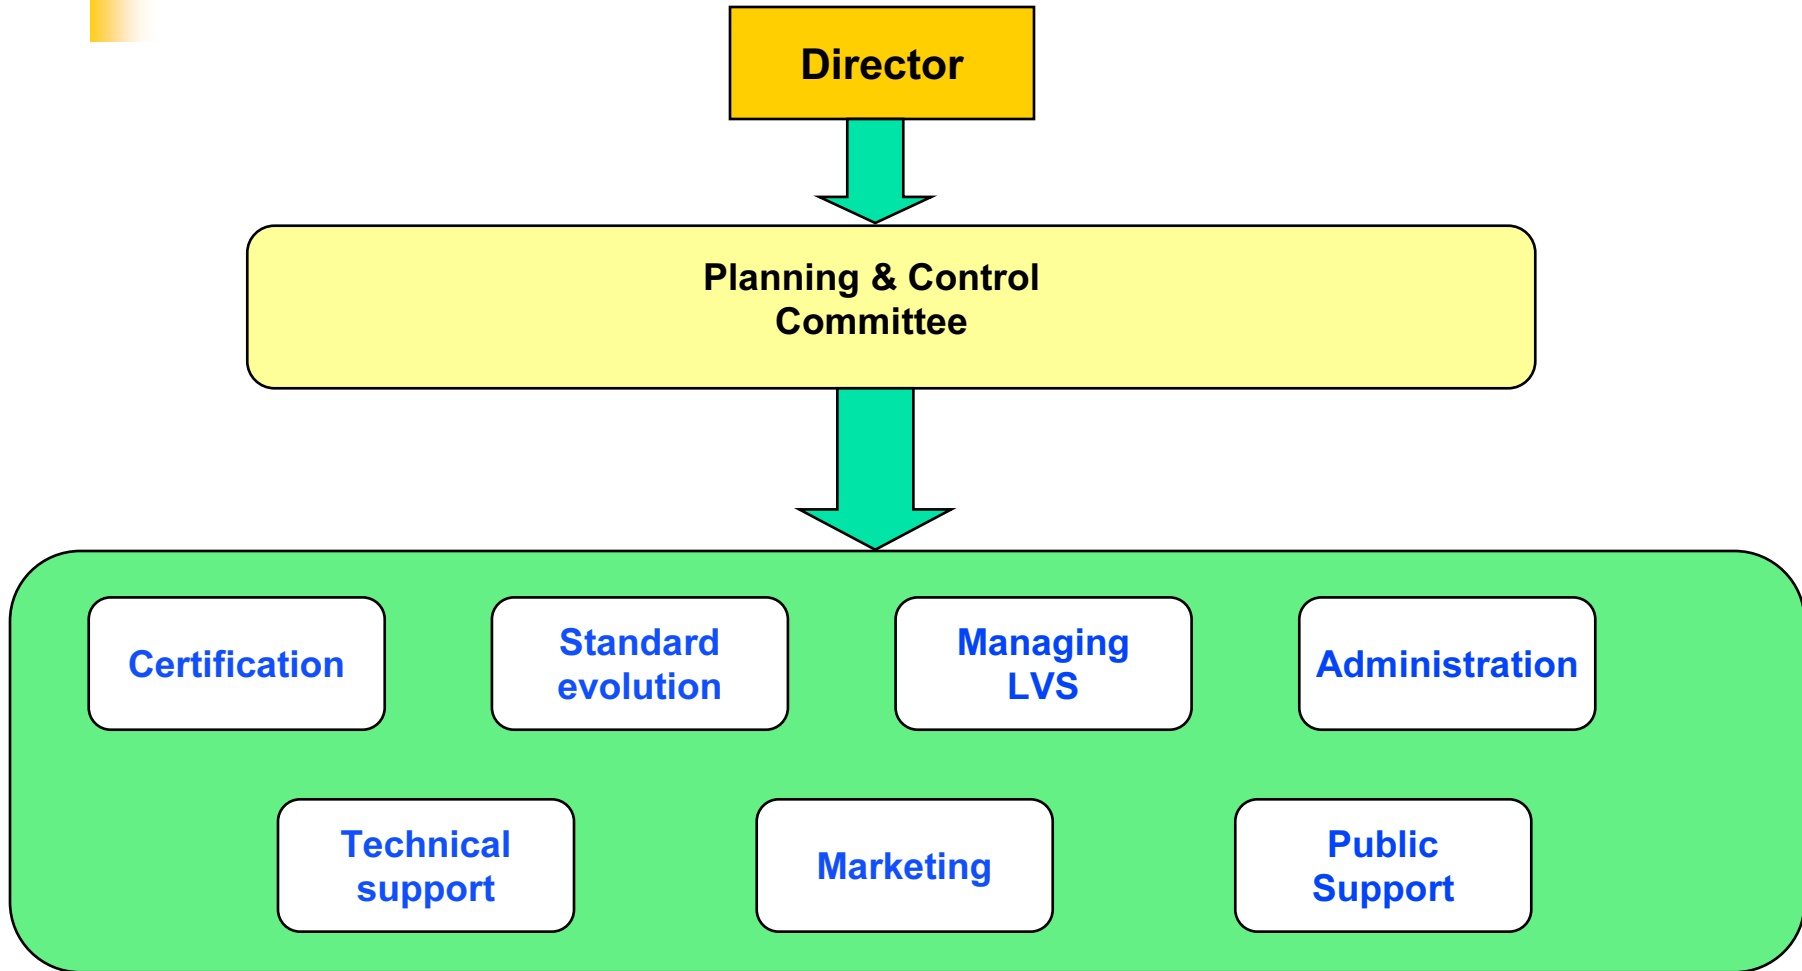 Director
Planning & Control
Committee
Certification
Standard
evolution
Managing
LVS
Administration
Technical
support
Marketing
Public
Support